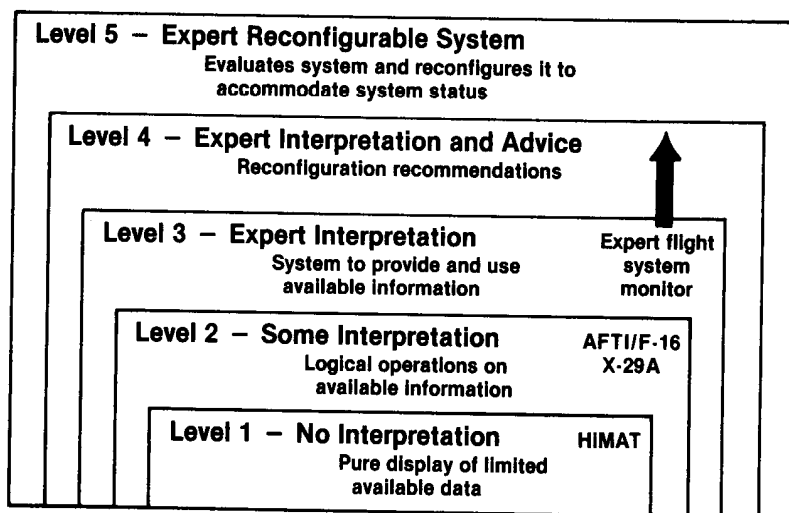 Level 5 – Expert Reconfigurable System
Evaluates system and reconfigures it to
accommodate system status
Level 4 – Expert Interpretation and Advice
Reconfiguration recommendations
Level 3 – Expert Interpretation
System to provide and use
available information
Expert flight
system
monitor
Level 2 – Some Interpretation
Logical operations on
available information
AFTI/F-16
X-29A
Level 1 – No Interpretation
Pure display of limited
available data
HIMAT